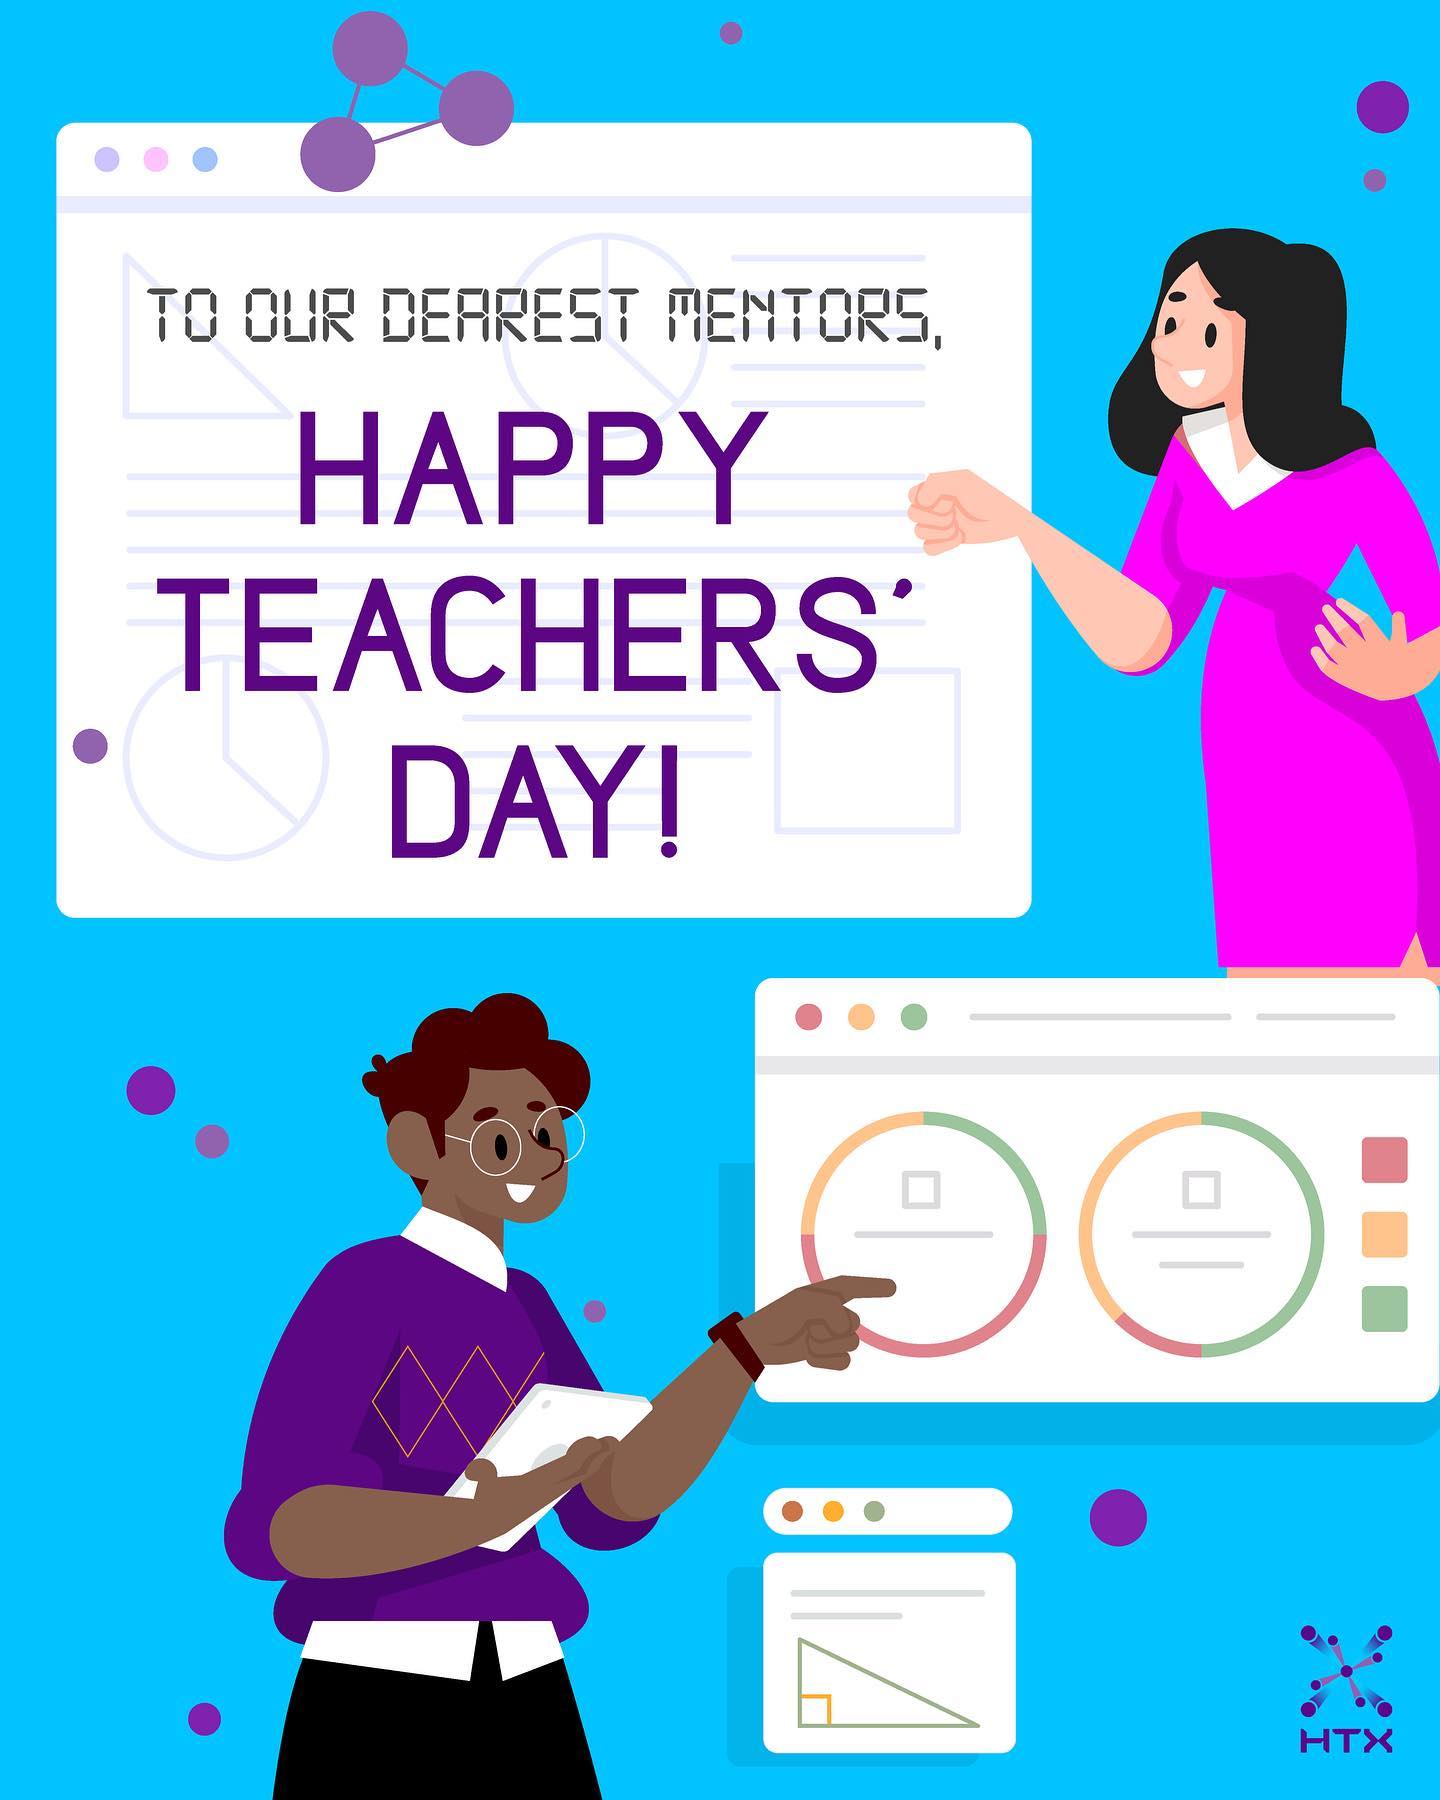 TO OUR DEAREST MENTORS,
HAPPY
TEACHERS'
DAY!
HTX